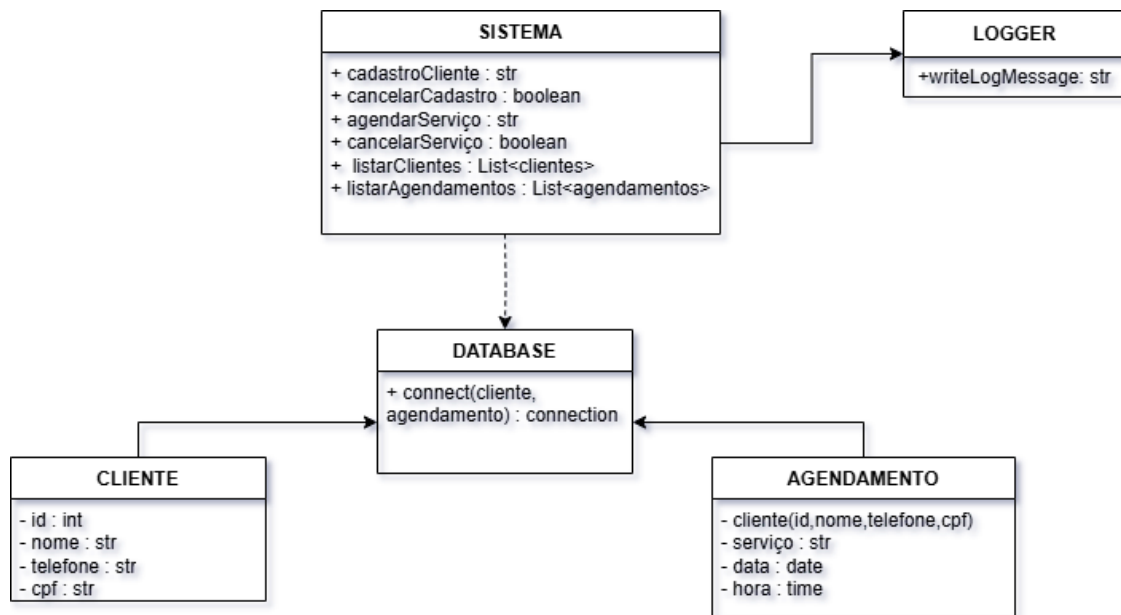 SISTEMA
+ cadastroCliente : str
+ cancelarCadastro : boolean
+ agendarServiço : str
+ cancelarServiço : boolean
+ listarClientes : List<clientes>
+ listarAgendamentos : List<agendamentos>
LOGGER
+writeLogMessage: str
DATABASE
+ connect(cliente,
agendamento) : connection
CLIENTE
- id : int
- nome : str
- telefone : str
- cpf : str
AGENDAMENTO
- cliente(id,nome,telefone,cpf)
- serviço : str
- data : date
- hora : time